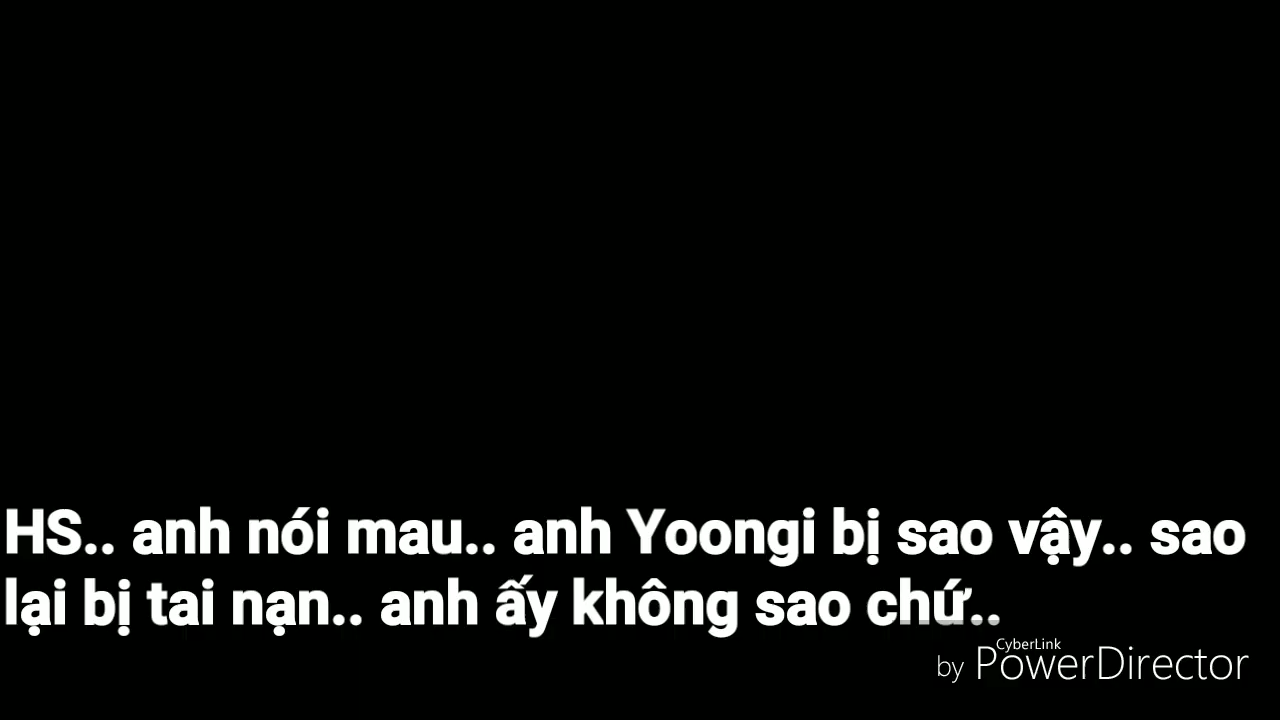 HS.. anh nói mau.. anh Yoongi bị sao vậy.. sao
lại bị tai nạn.. anh ấy không sao chứ..
CyberLink
by PowerDirector